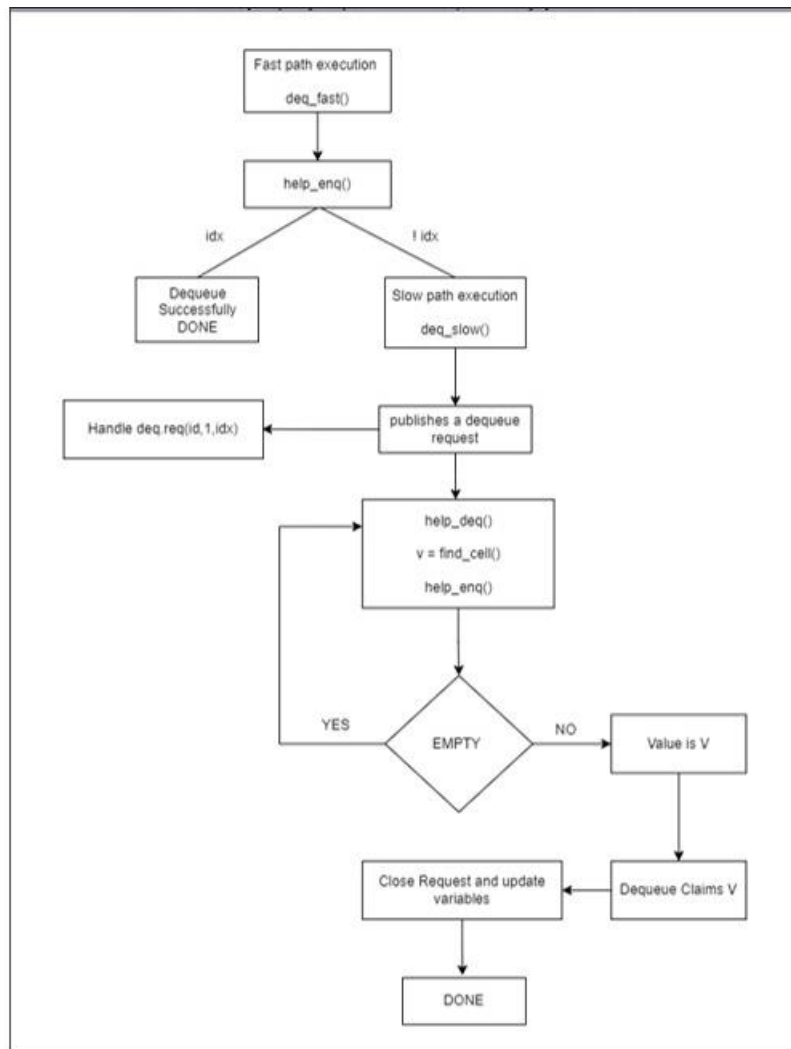 Fast path execution
deq_fast()
help_enq()
idx
! idx
Dequeue
Successfully
DONE
Slow path execution
deq_slow()
publishes a dequeue
request
Handle deq.req(id,1,idx)
help_deq()
v = find_cell()
help_enq()
YES
EMPTY
NO
Value is V
Dequeue Claims V
Close Request and update
variables
DONE